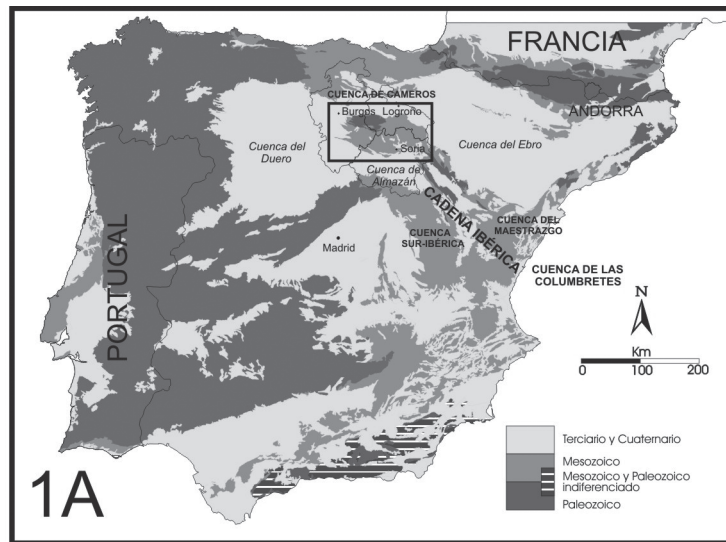 FRANCIA
CUENCA DE CAMEROS
Burgos
Logroño
ANDORRA
Cuenca del
Duero
Soria
Cuenca del Ebro
Cuenca de
Almazán
CADENA IBÉRICA
CUENCA DEL
MAESTRAZGO
CUENCA
SUR-IBÉRICA
Madrid
CUENCA DE LAS
COLUMBRETES
PORTUGAL
N
Km
0 100 200
Terciario y Cuaternario
Mesozoico
Mesozoico y Paleozoico
indiferenciado
Paleozoico
1A